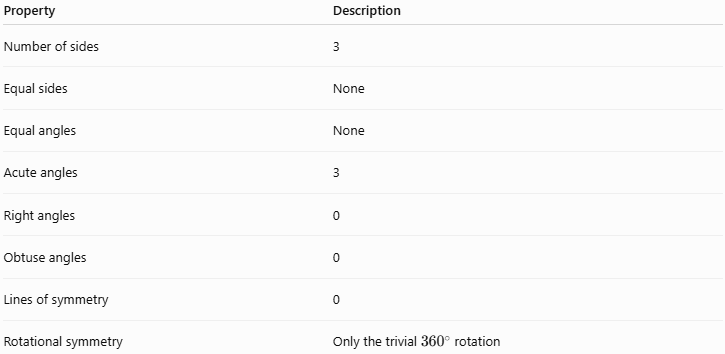 Property Description
Number of sides 3
Equal sides None
Equal angles None
Acute angles 3
Right angles 0
Obtuse angles 0
Lines of symmetry 0
Rotational symmetry Only the trivial 360° rotation